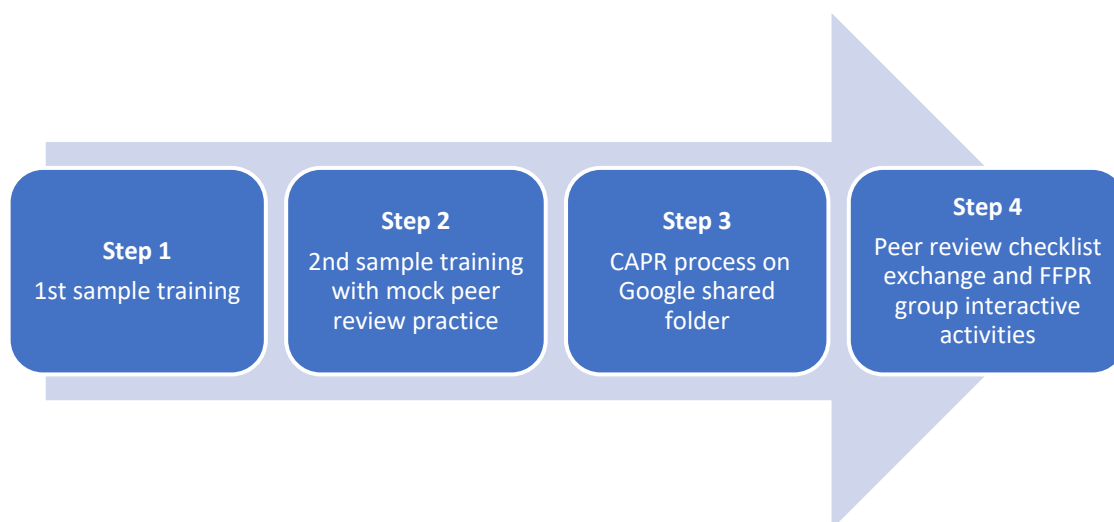 Step 1
1st sample training
Step 2
2nd sample training
with mock peer
review practice
Step 3
CAPR process on
Google shared
folder
Step 4
Peer review checklist
exchange and FFPR
group interactive
activities